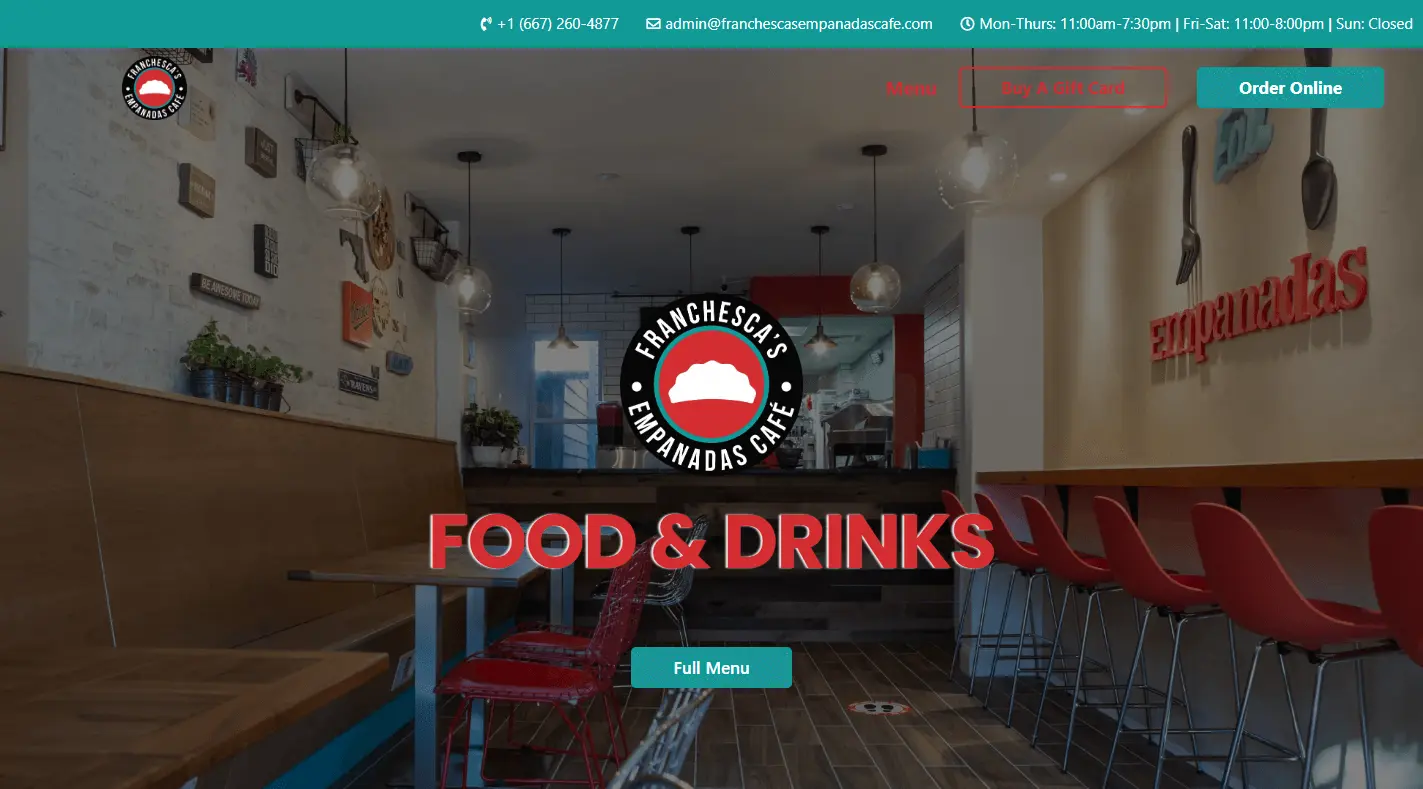 +1 (667) 260-4877 admin@franchescasempanadascafe.com Mon-Thurs: 11:00am-7:30pm | Fri-Sat: 11:00-8:00pm | Sun: Closed
FRANCHESCA'S
EMPANADAS CAFÉ
Menu
Buy A Gift Card
Order Online
Eat
empanadas
BE AWESOME TODAY
RAVENS
FRANCHESCA'S
EMPANADAS CAFÉ
FOOD & DRINKS
Full Menu